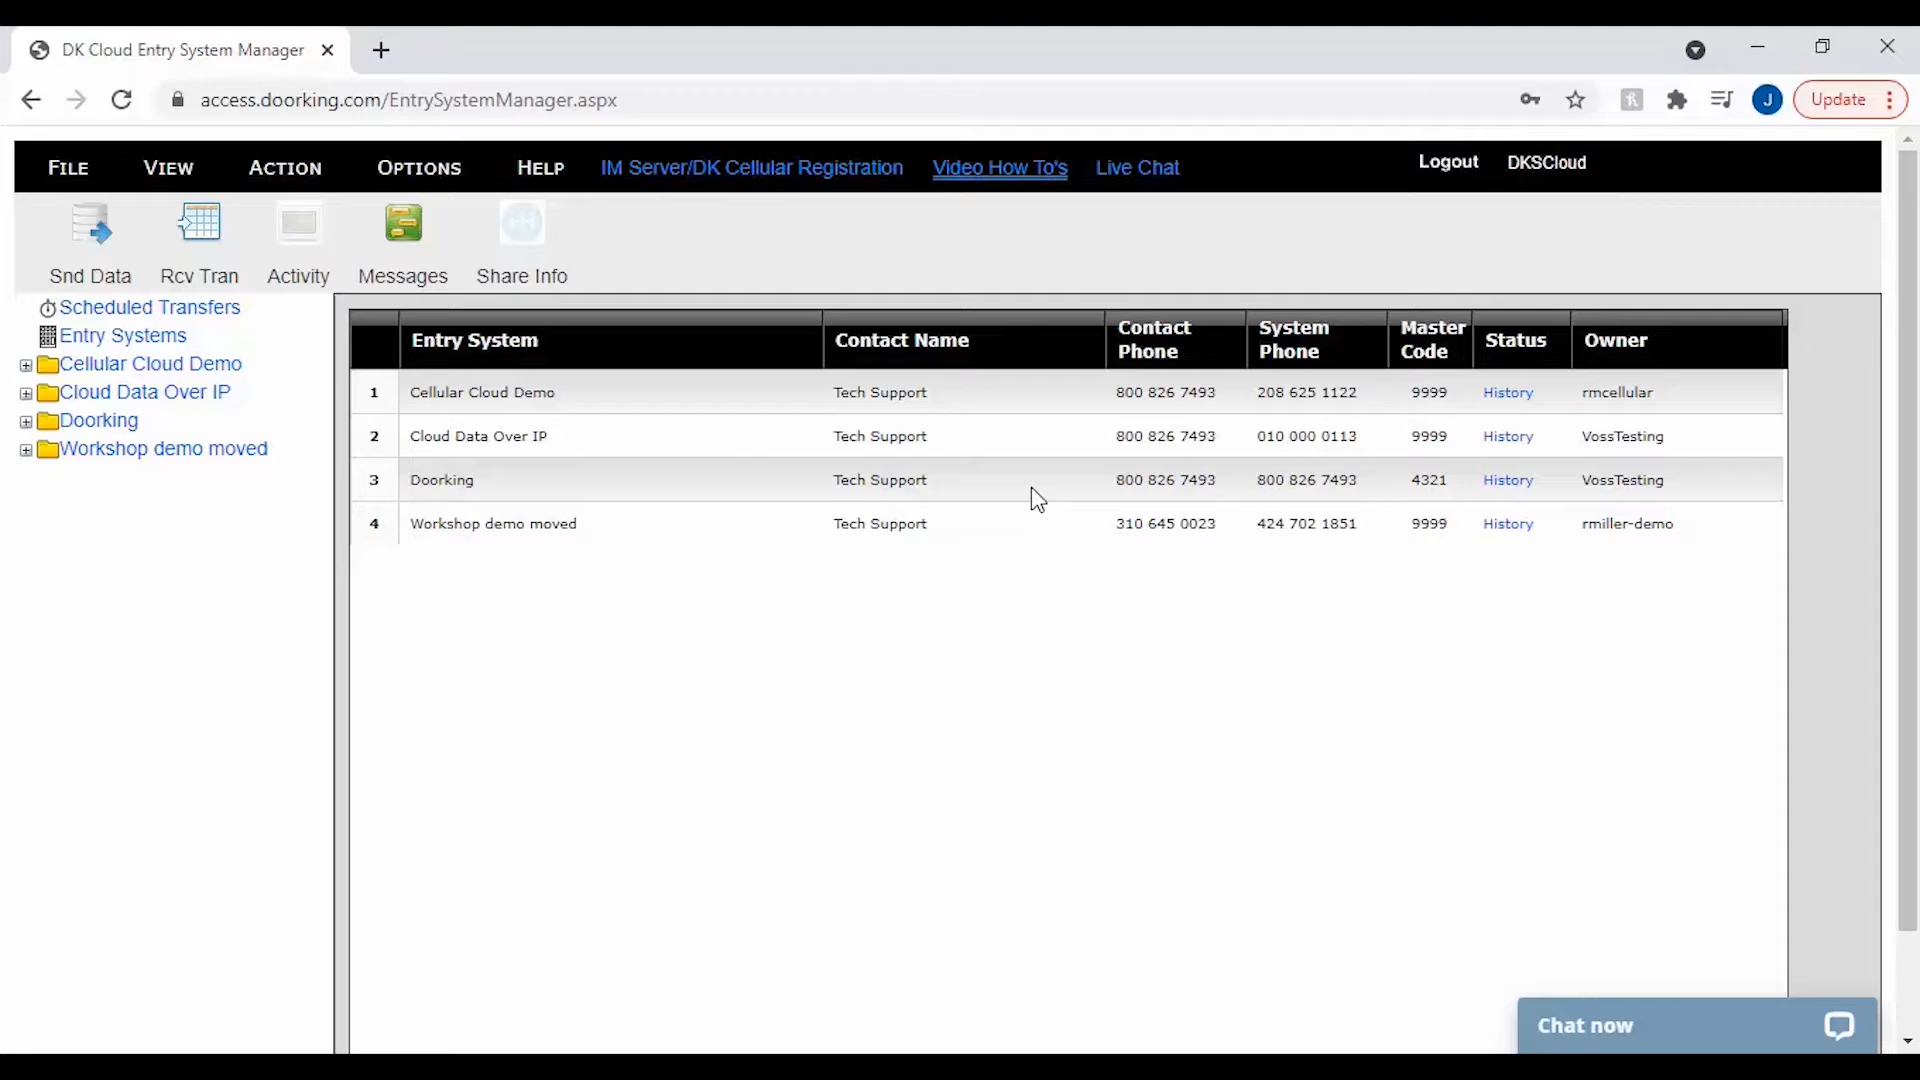 DK Cloud Entry System Manager
access.doorking.com/EntrySystemManager.aspx
J
Update
FILE VIEW ACTION OPTIONS HELP IM Server/DK Cellular Registration Video How To's Live Chat Logout DKSCloud
Snd Data Rcv Tran Activity Messages Share Info
Scheduled Transfers
Entry Systems
Cellular Cloud Demo
Cloud Data Over IP
Doorking
Workshop demo moved
Entry System Contact Name Contact Phone System Phone Master Code Status Owner
1 Cellular Cloud Demo Tech Support 800 826 7493 208 625 1122 9999 History rmcellular
2 Cloud Data Over IP Tech Support 800 826 7493 010 000 0113 9999 History VossTesting
3 Doorking Tech Support 800 826 7493 800 826 7493 4321 History VossTesting
4 Workshop demo moved Tech Support 310 645 0023 424 702 1851 9999 History rmiller-demo
Chat now